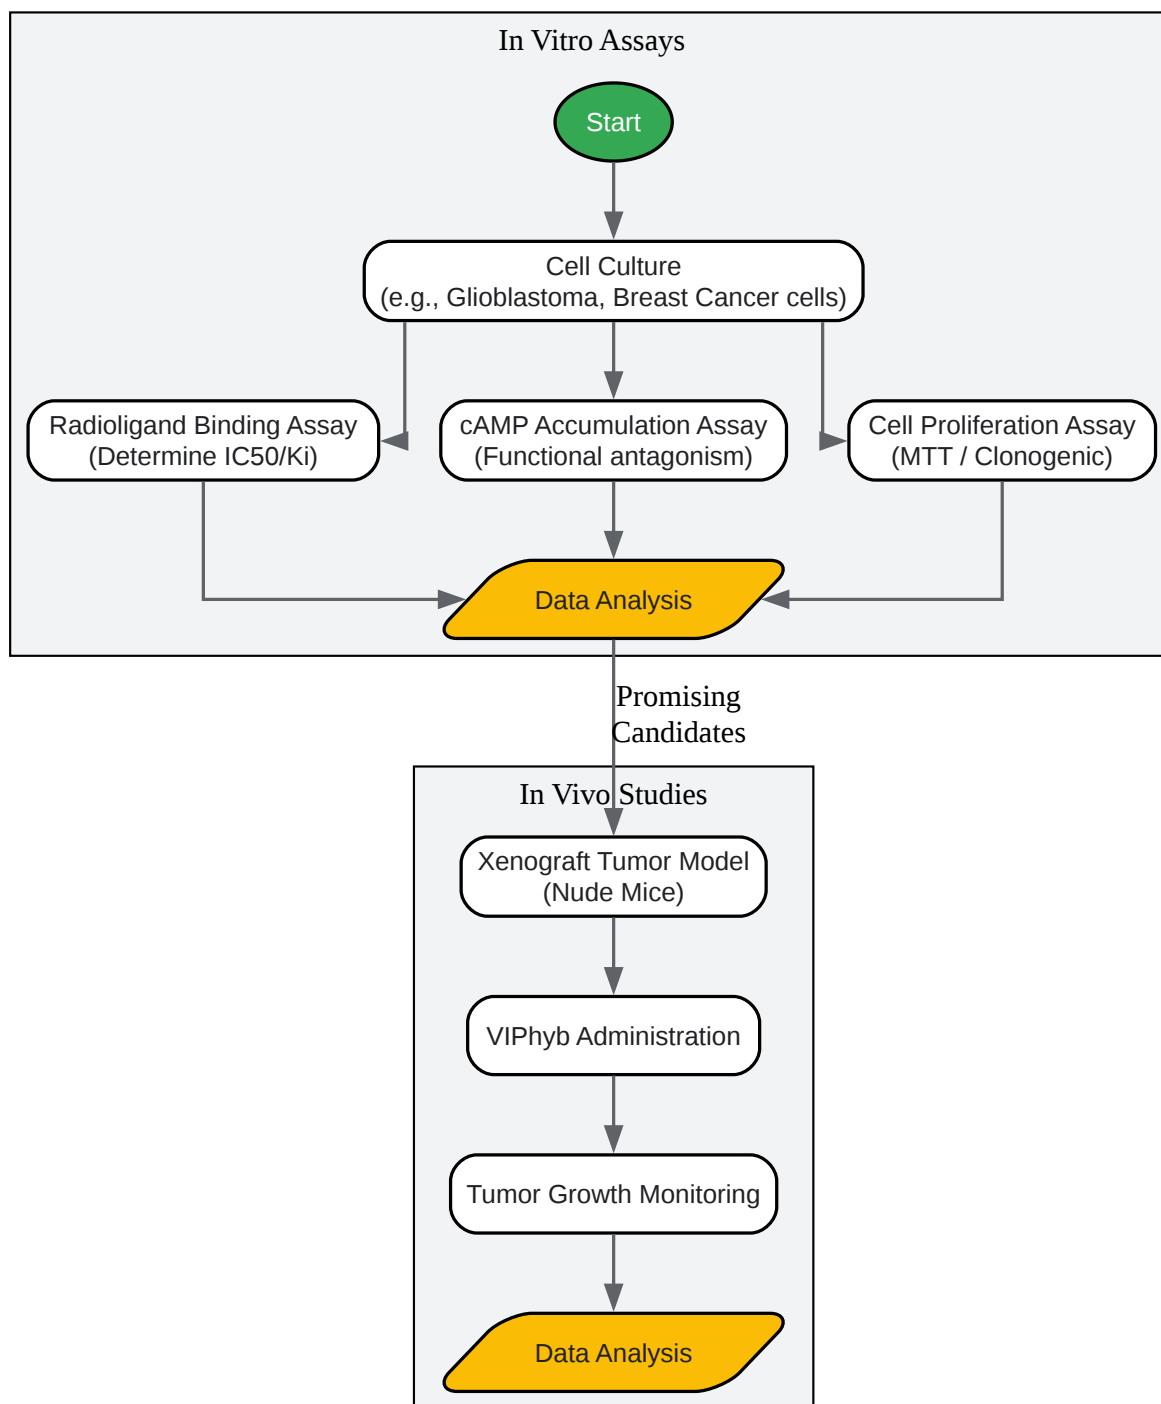 In Vitro Assays
Start
Cell Culture
(e.g., Glioblastoma, Breast Cancer cells)
Radioligand Binding Assay
(Determine IC50/Ki)
cAMP Accumulation Assay
(Functional antagonism)
Cell Proliferation Assay
(MTT / Clonogenic)
Data Analysis
Promising
Candidates
In Vivo Studies
Xenograft Tumor Model
(Nude Mice)
VIPhyb Administration
Tumor Growth Monitoring
Data Analysis